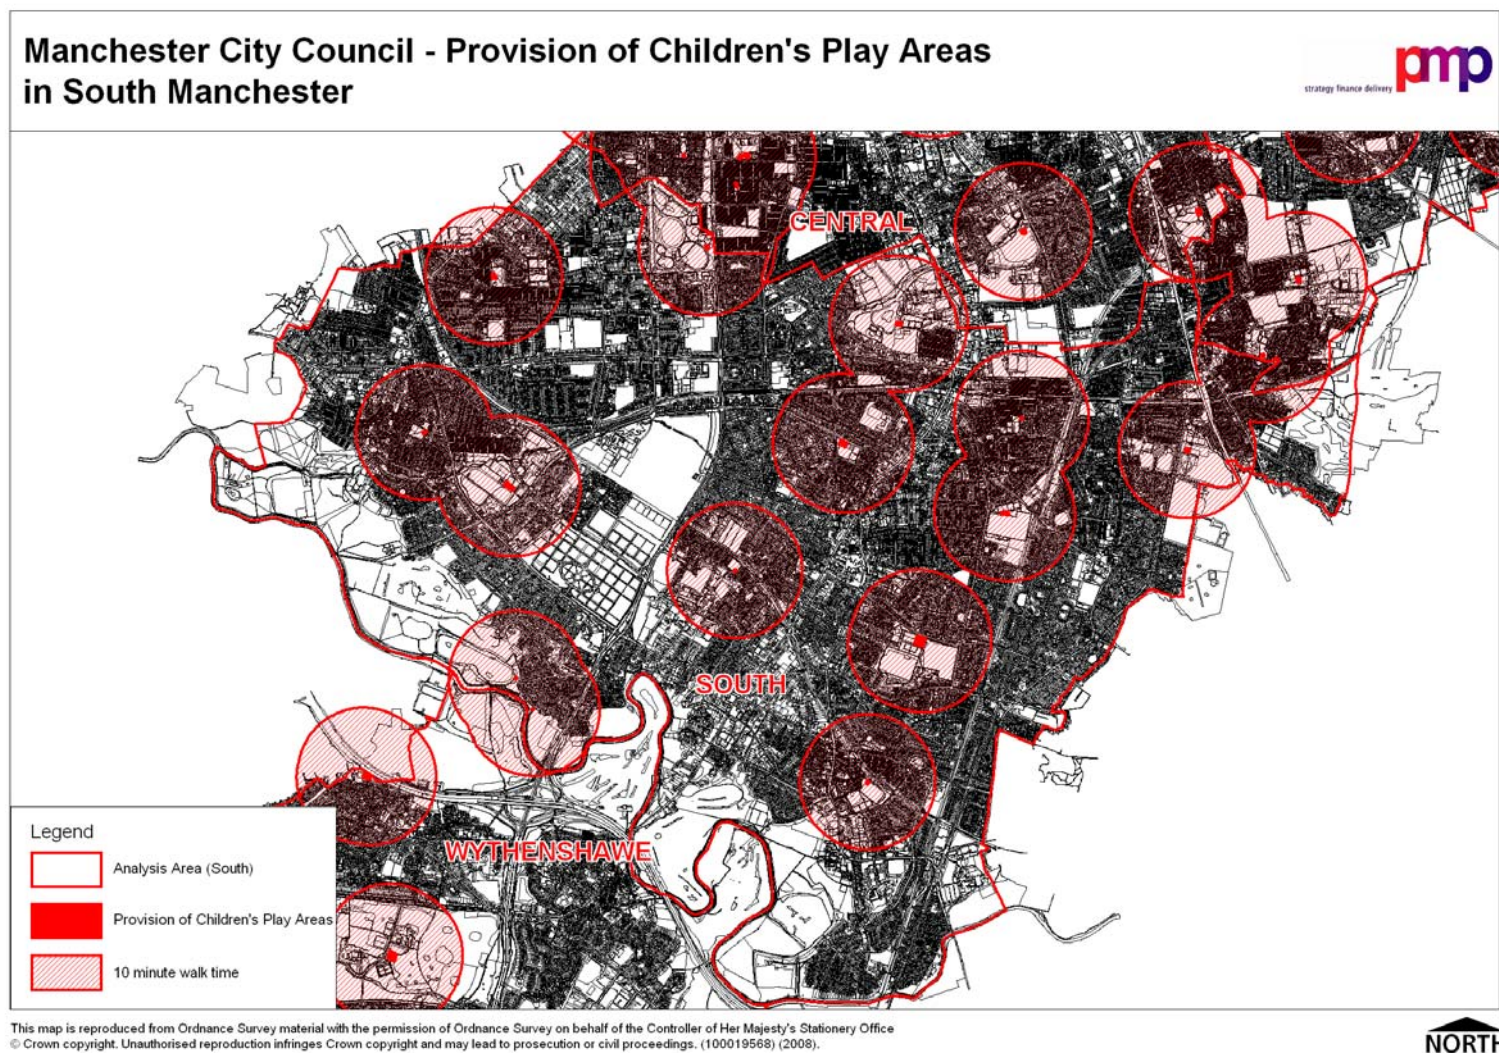 Manchester City Council - Provision of Children's Play Areas
in South Manchester
strategy finance delivery pmp
CENTRAL
SOUTH
WYTHENSHAWE
Legend
Analysis Area (South)
Provision of Children's Play Areas
10 minute walk time
This map is reproduced from Ordnance Survey material with the permission of Ordnance Survey on behalf of the Controller of Her Majesty's Stationery Office
© Crown copyright. Unauthorised reproduction infringes Crown copyright and may lead to prosecution or civil proceedings. (100019568) (2008).
NORTH